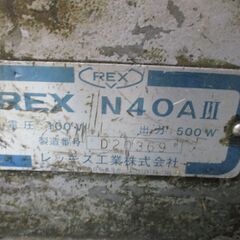 REX
REX N40AIII
電圧 100V 出力 500W
製造番号 D20369
レッキス工業株式会社